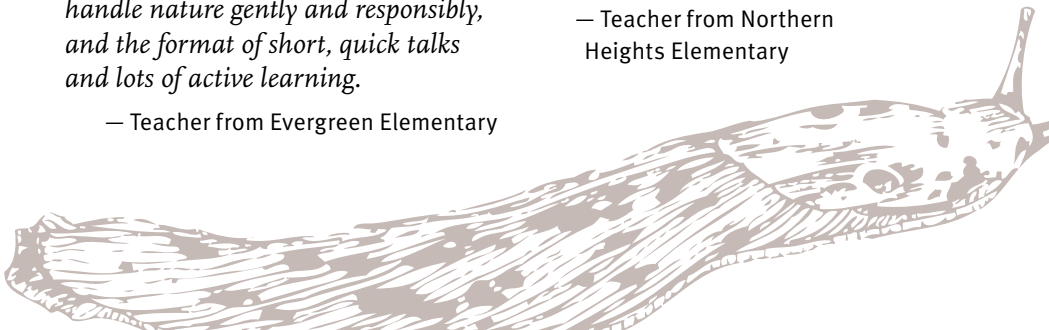 handle nature gently and responsibly,
and the format of short, quick talks
and lots of active learning.
— Teacher from Evergreen Elementary
— Teacher from Northern
Heights Elementary